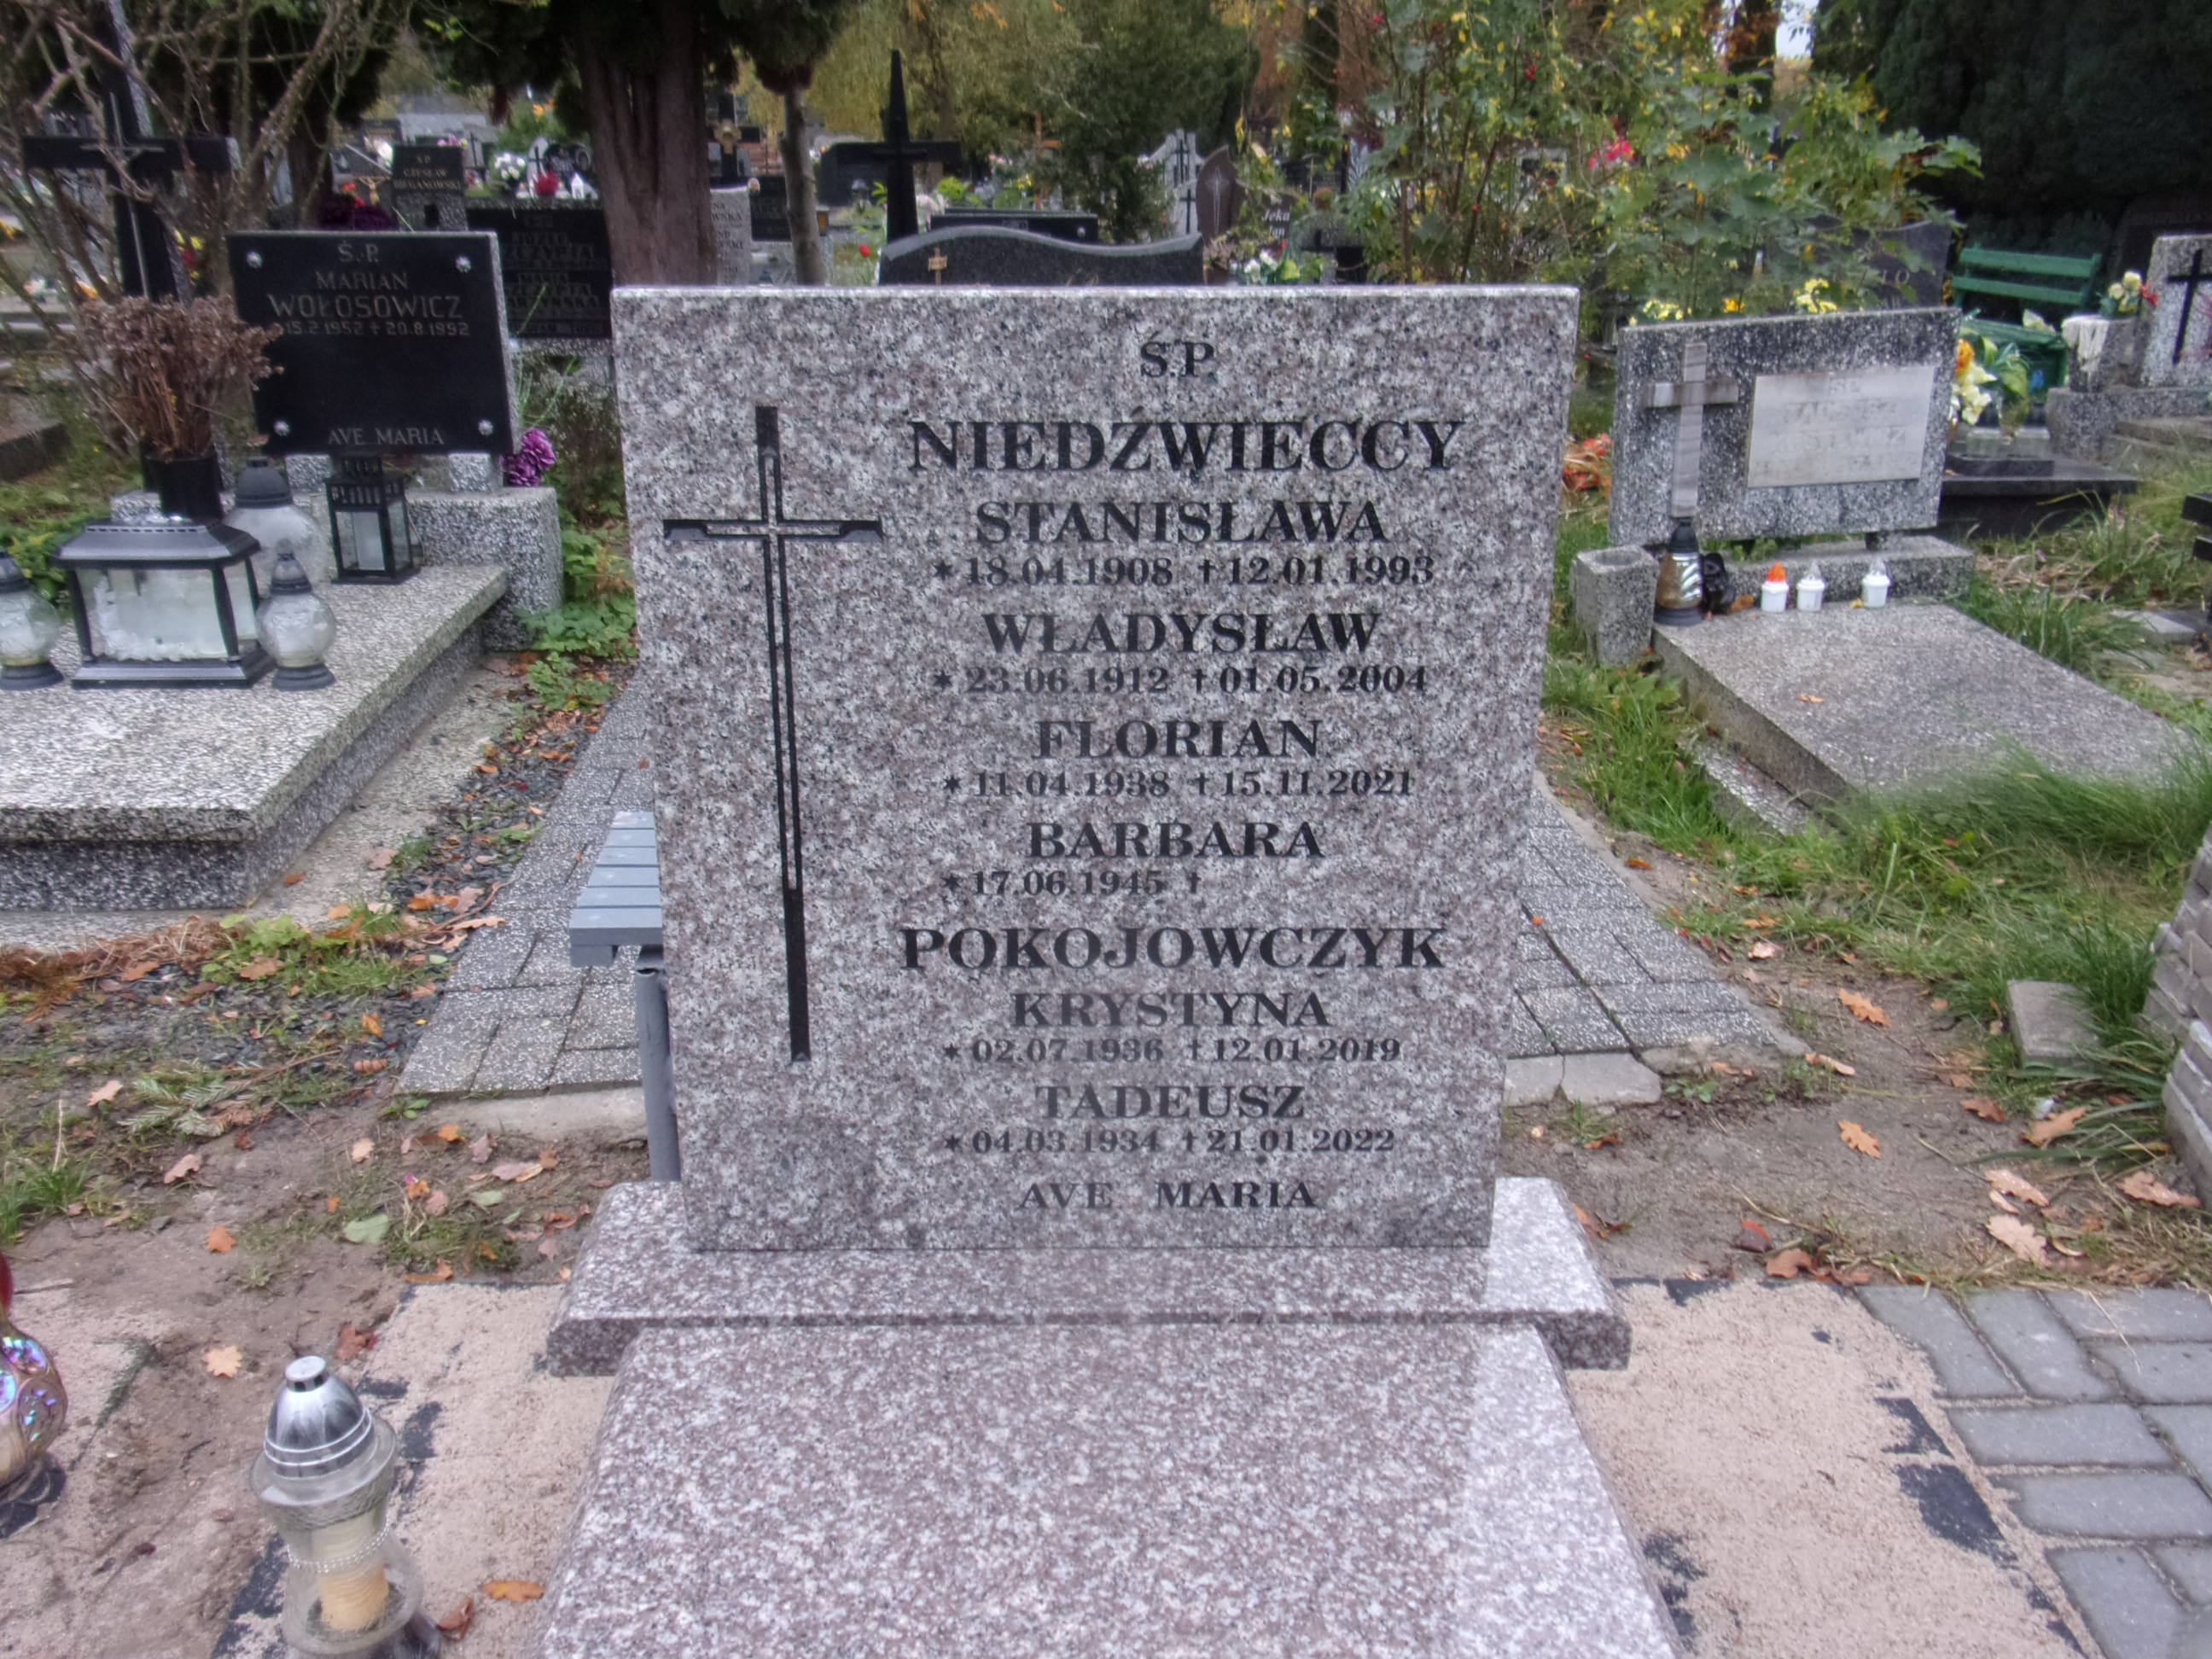 Ś.P.
NIEDŹWIECCY
STANISŁAWA
*18.04.1908 †12.01.1993
WŁADYSŁAW
*23.06.1912 †01.05.2004
FLORIAN
*11.04.1938 †15.11.2021
BARBARA
*17.06.1945 †
POKOJOWCZYK
KRYSTYNA
*02.07.1936 †12.01.2019
TADEUSZ
*04.03.1934 †21.01.2022
AVE MARIA
Ś.P.
MARIAN
WOŁOSOWICZ
15.2.1952 † 20.8.1992
AVE MARIA
Ś.P.
CZESŁAW